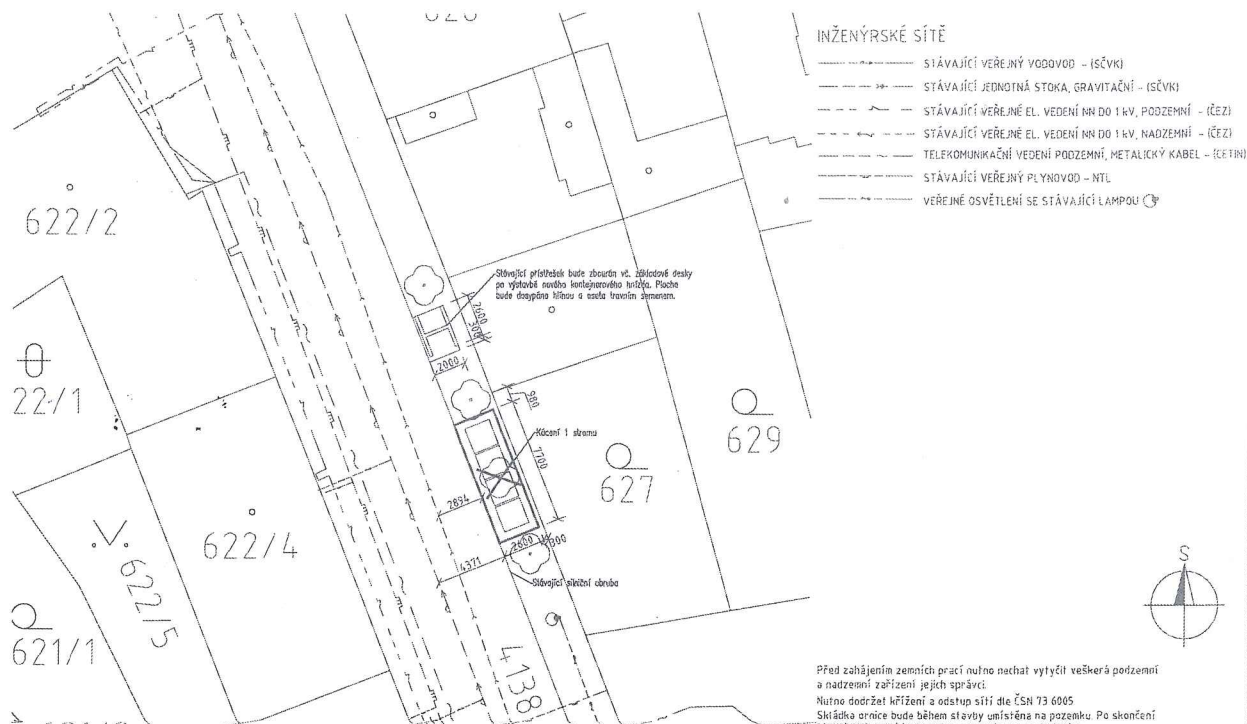 INŽENÝRSKÉ SÍTĚ
STÁVAJÍCÍ VEŘEJNÝ VODOVOD - (SČVK)
STÁVAJÍCÍ JEDNOTNÁ STOKA, GRAVITAČNÍ - (SČVK)
STÁVAJÍCÍ VEŘEJNÉ EL. VEDENÍ NN DO 1 kV, PODZEMNÍ - (ČEZ)
STÁVAJÍCÍ VEŘEJNÉ EL. VEDENÍ NN DO 1 kV, NADZEMNÍ - (ČEZ)
TELEKOMUNIKAČNÍ VEDENÍ PODZEMNÍ, METALICKÝ KABEL - (CETIN)
STÁVAJÍCÍ VEŘEJNÝ PLYNOVOD - NTL
VEŘEJNÉ OSVĚTLENÍ SE STÁVAJÍCÍ LAMPOU
622/2
Stávající přístřešek bude zbourán vč. základové desky
po výstavbě nového kontejnerového hnízda. Plocha
bude dosypána hlínou a oseta travním semenem.
2600
300
2000
22/1
980
629
Kácení 1 stromu
7700
627
2894
622/4
2600
300
4371
Stávající silniční obruba
622/5
621/1
4138
S
Před zahájením zemních prací nutno nechat vytýčit veškerá podzemní
a nadzemní zařízení jejich správci.
Nutno dodržet křížení a odstup sítí dle ČSN 73 6005
Skládka ornice bude během stavby umístěna na pozemku. Po skončení